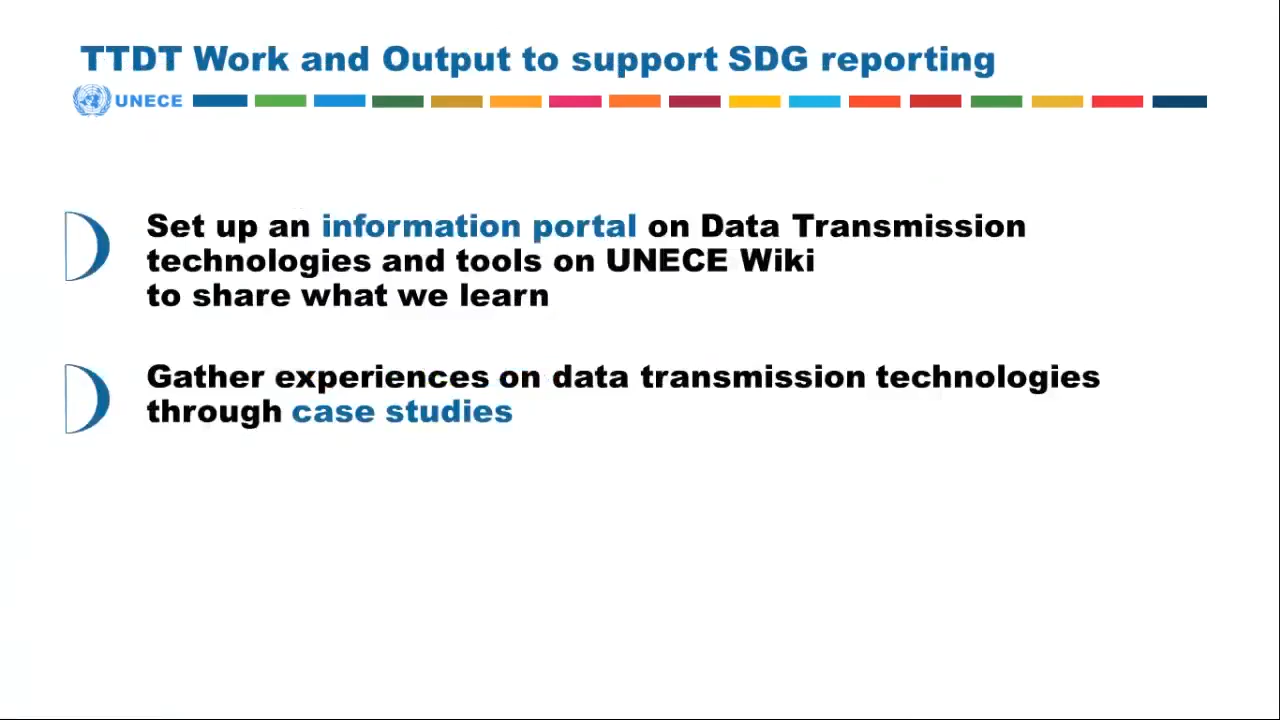 TTDT Work and Output to support SDG reporting
UNECE
Set up an information portal on Data Transmission
technologies and tools on UNECE Wiki
to share what we learn
Gather experiences on data transmission technologies
through case studies